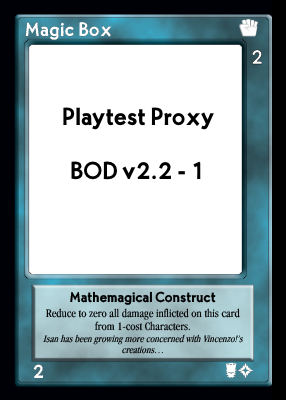 Magic Box
2
Playtest Proxy
BOD v2.2 - 1
Mathemagical Construct
Reduce to zero all damage inflicted on this card
from 1-cost Characters.
Isan has been growing more concerned with Vincenzo!'s
creations...
2